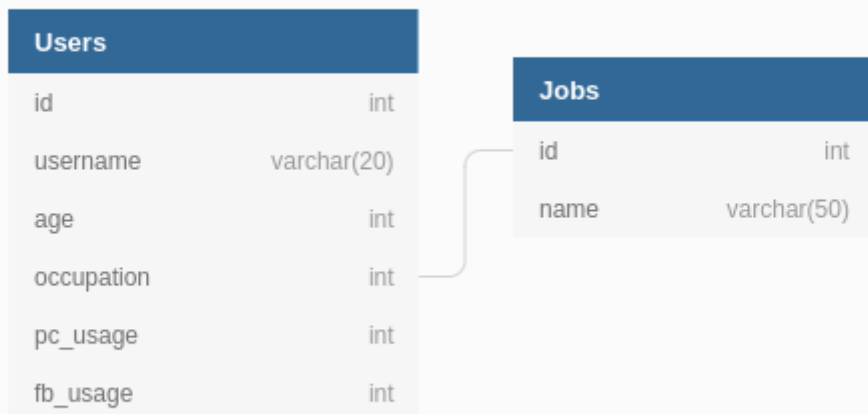 Users
id int
username varchar(20)
age int
occupation int
pc_usage int
fb_usage int
Jobs
id int
name varchar(50)